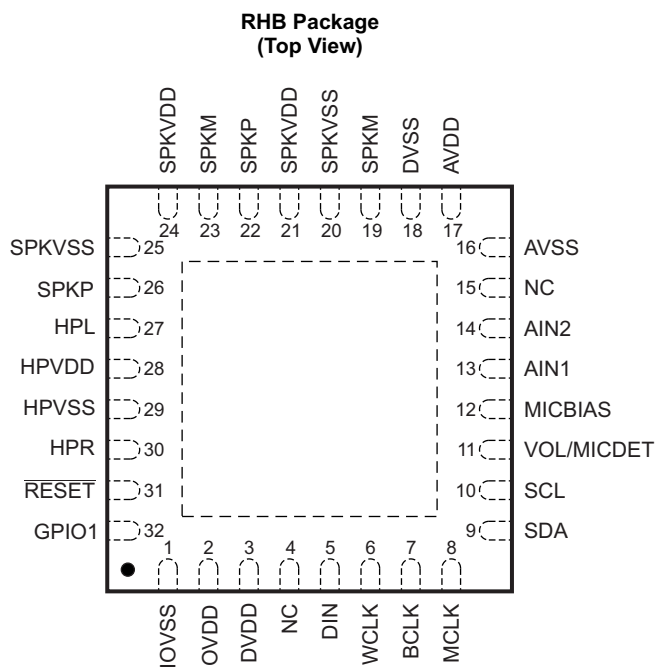 RHB Package
(Top View)
SPKVDD
SPKM
SPKP
SPKVDD
SPKVSS
SPKM
DVSS
AVDD
24
23
22
21
20
19
18
17
SPKVSS 25
SPKP 26
HPL 27
HPVDD 28
HPVSS 29
HPR 30
RESET 31
GPIO1 32
16 AVSS
15 NC
14 AIN2
13 AIN1
12 MICBIAS
11 VOL/MICDET
10 SCL
9 SDA
1
2
3
4
5
6
7
8
IOVSS
OVDD
DVDD
NC
DIN
WCLK
BCLK
MCLK